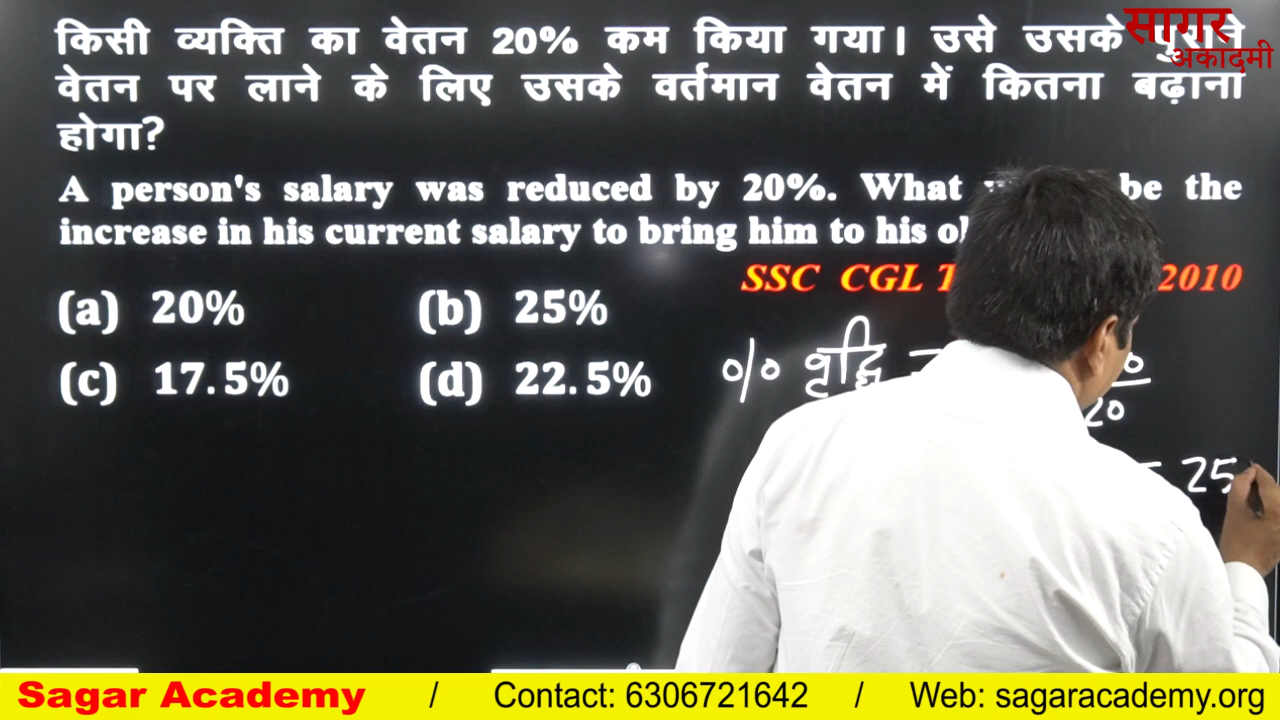 सागर
अकादमी
किसी व्यक्ति का वेतन 20% कम किया गया। उसे उसके पुराने
वेतन पर लाने के लिए उसके वर्तमान वेतन में कितना बढ़ाना
होगा?
A person's salary was reduced by 20%. What be the
increase in his current salary to bring him to his
SSC CGL 2010
(a) 20% (b) 25%
(c) 17.5% (d) 22.5%
% वृद्धि
20
= 25
Sagar Academy / Contact: 6306721642 / Web: sagaracademy.org